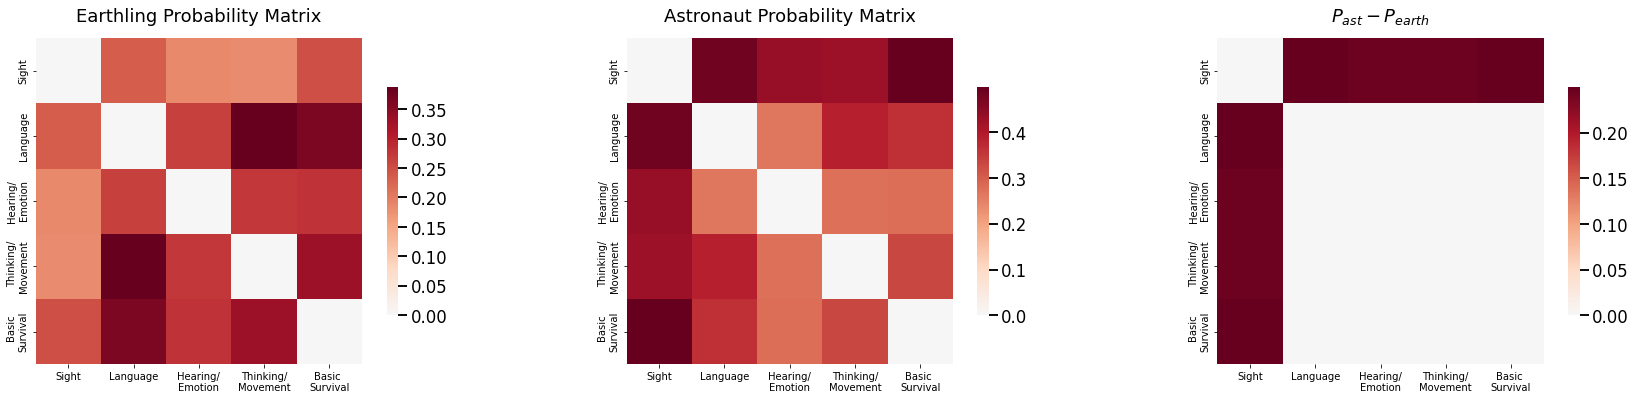 Earthling Probability Matrix
Sight
Language
Hearing/
Emotion
Thinking/
Movement
Basic
Survival
Sight
Language
Hearing/
Emotion
Thinking/
Movement
Basic
Survival
0.35
0.30
0.25
0.20
0.15
0.10
0.05
0.00
Astronaut Probability Matrix
Sight
Language
Hearing/
Emotion
Thinking/
Movement
Basic
Survival
Sight
Language
Hearing/
Emotion
Thinking/
Movement
Basic
Survival
0.4
0.3
0.2
0.1
0.0
P_ast − P_earth
Sight
Language
Hearing/
Emotion
Thinking/
Movement
Basic
Survival
Sight
Language
Hearing/
Emotion
Thinking/
Movement
Basic
Survival
0.20
0.15
0.10
0.05
0.00